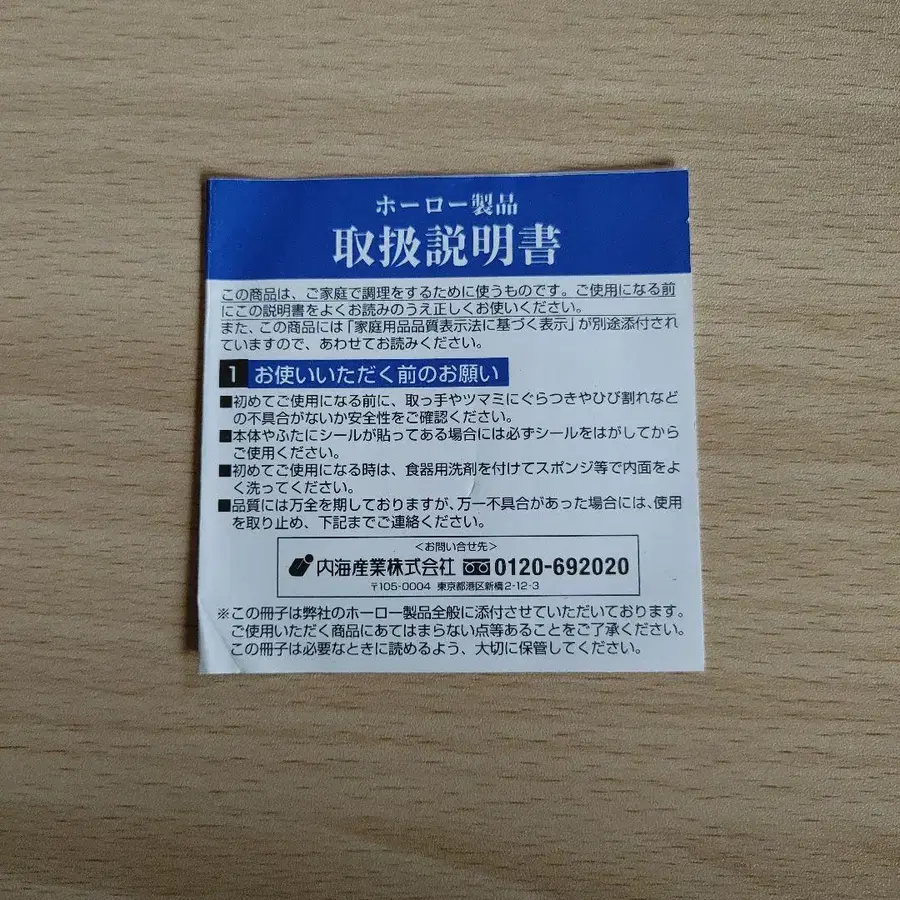 ホーロー製品
取扱説明書
この商品は、ご家庭で調理をするために使うものです。ご使用になる前
にこの説明書をよくお読みのうえ正しくお使いください。
また、この商品には「家庭用品品質表示法に基づく表示」が別途添付され
ていますので、あわせてお読みください。
1 お使いいただく前のお願い
■初めてご使用になる前に、取っ手やツマミにぐらつきやひび割れなど
の不具合がないか安全性をご確認ください。
■本体やふたにシールが貼ってある場合には必ずシールをはがしてから
ご使用ください。
■初めてご使用になる時は、食器用洗剤を付けてスポンジ等で内面をよ
く洗ってください。
■品質には万全を期しておりますが、万一不具合があった場合には、使用
を取り止め、下記までご連絡ください。
<お問い合せ先>
内海産業株式会社 0120-692020
〒105-0004 東京都港区新橋2-12-3
※この冊子は弊社のホーロー製品全般に添付させていただいております。
ご使用いただく商品にあてはまらない点等あることをご了承ください。
この冊子は必要なときに読めるよう、大切に保管してください。